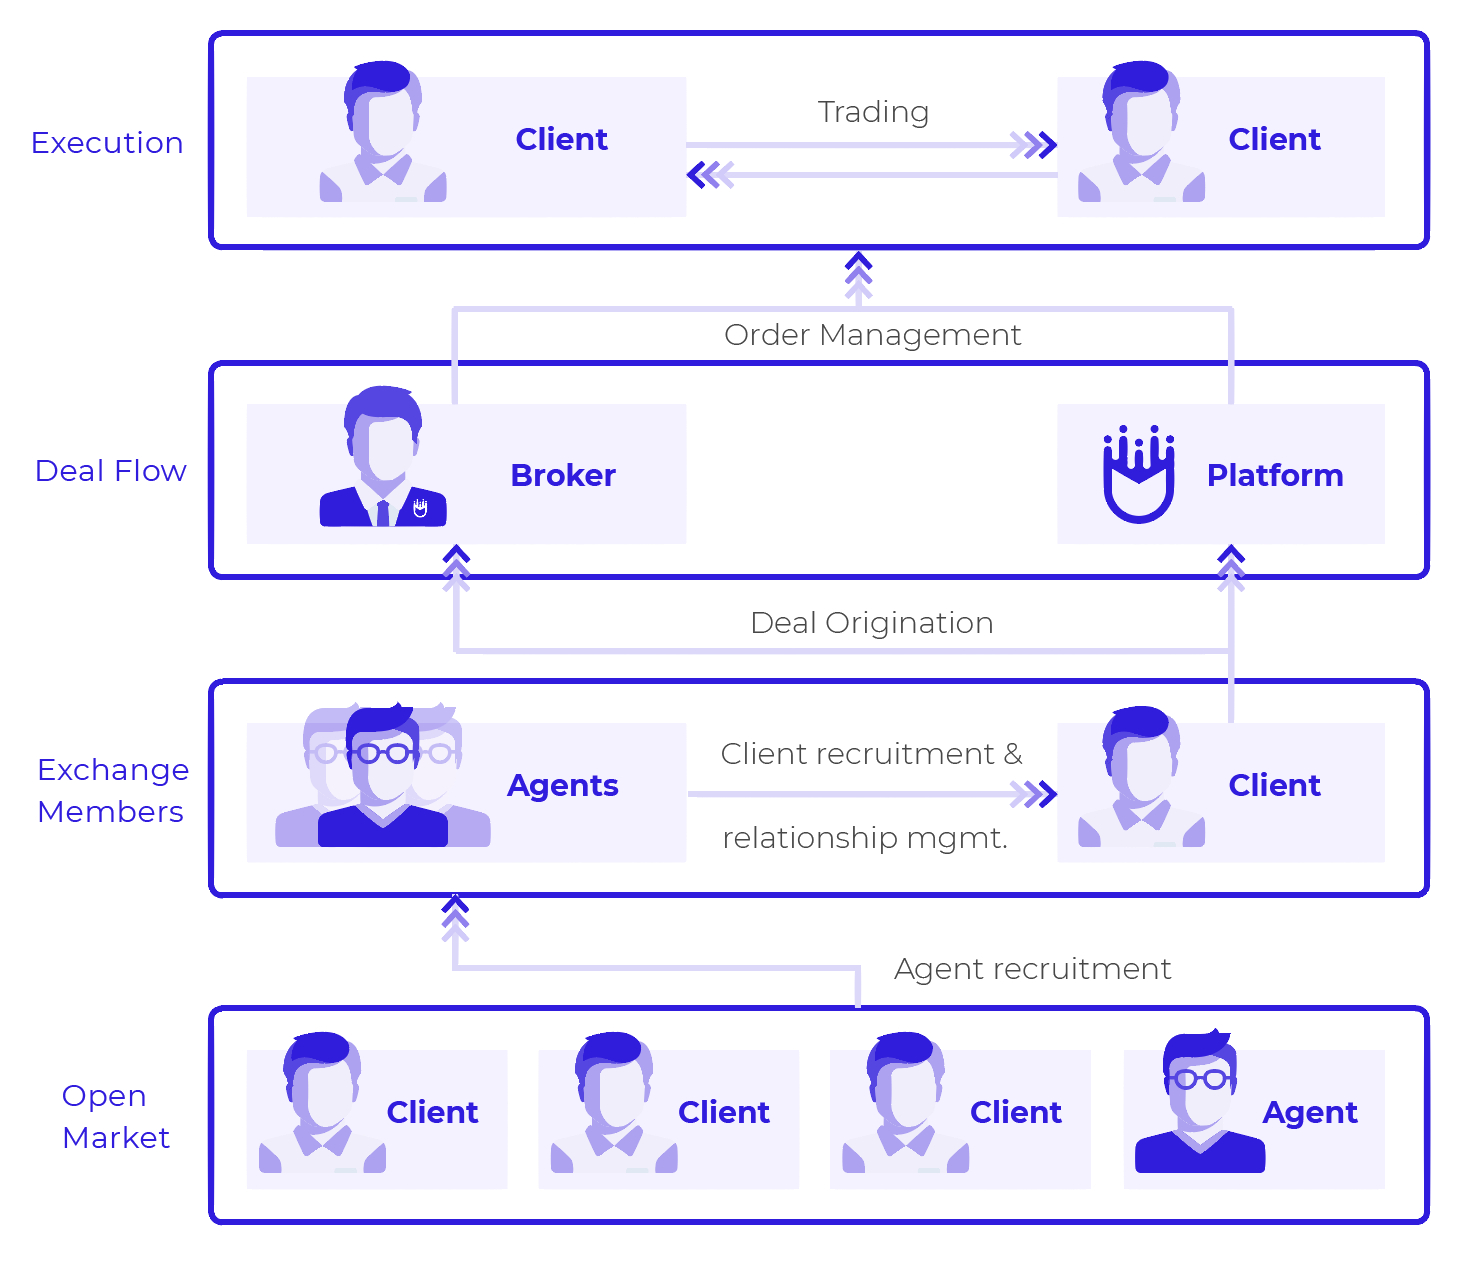 Execution
Client
Trading
Client
Order Management
Deal Flow
Broker
Platform
Deal Origination
Exchange
Members
Agents
Client recruitment &
relationship mgmt.
Client
Agent recruitment
Open
Market
Client
Client
Client
Agent